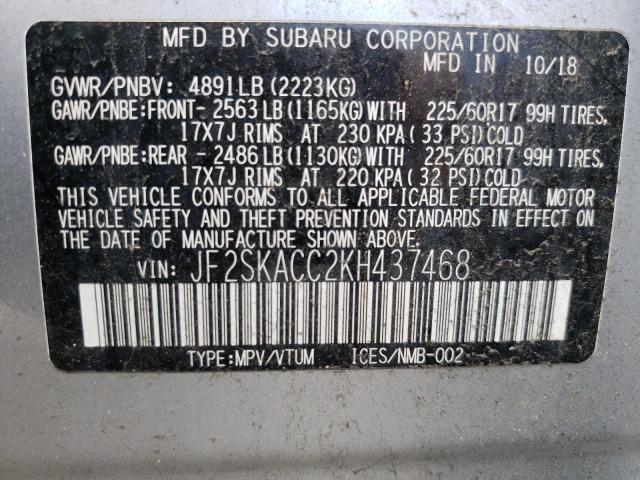 MFD BY SUBARU CORPORATION
MFD IN 10/18
GVWR/PNBV: 4891LB (2223KG)
GAWR/PNBE:FRONT- 2563 LB (1165KG) WITH 225/60R17 99H TIRES,
17X7J RIMS AT 230 KPA ( 33 PSI) COLD
GAWR/PNBE:REAR - 2486 LB (1130KG) WITH 225/60R17 99H TIRES,
17X7J RIMS AT 220 KPA ( 32 PSI) COLD
THIS VEHICLE CONFORMS TO ALL APPLICABLE FEDERAL MOTOR
VEHICLE SAFETY AND THEFT PREVENTION STANDARDS IN EFFECT ON
THE DATE OF MANUFACTURE SHOWN ABOVE.
VIN: JF2SKACC2KH437468
TYPE:MPV/VTUM ICES/NMB-002